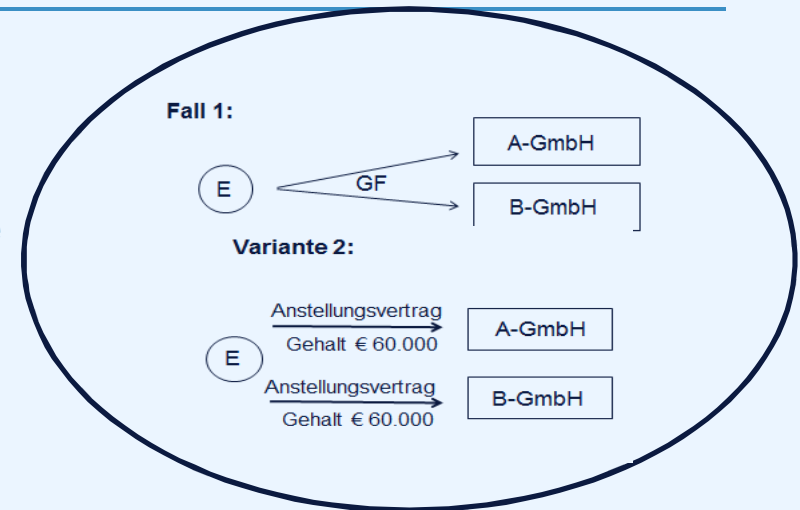 Fall 1:
A-GmbH
E
GF
B-GmbH
Variante 2:
Anstellungsvertrag
Gehalt € 60.000
A-GmbH
E
Anstellungsvertrag
Gehalt € 60.000
B-GmbH